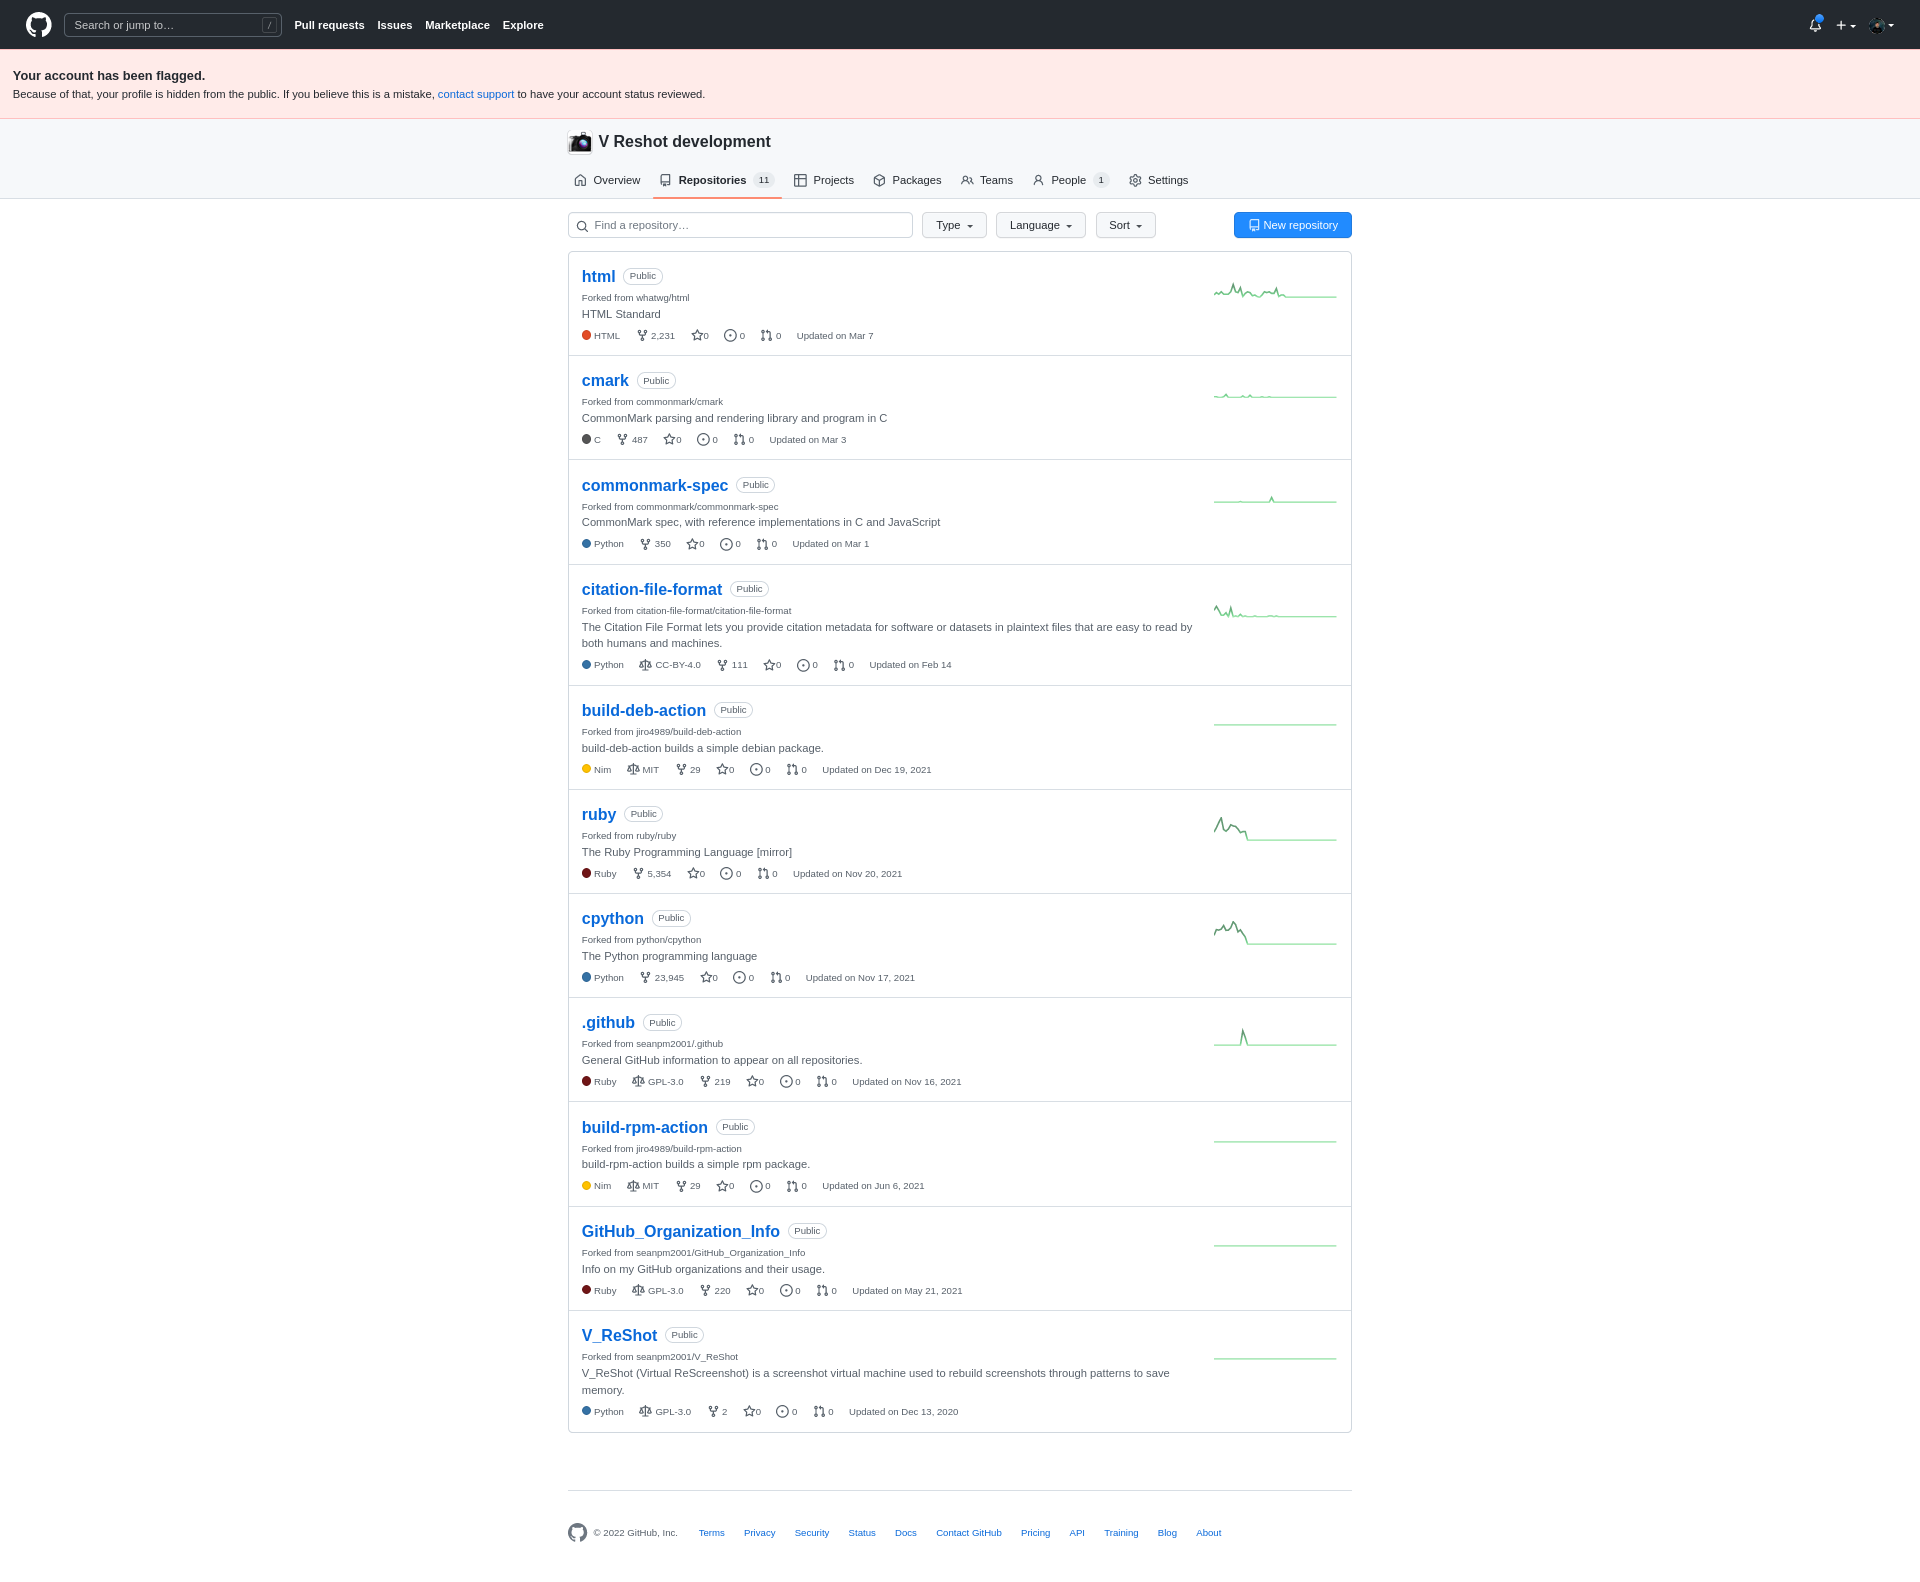 Search or jump to… /
Pull requests Issues Marketplace Explore
Your account has been flagged.
Because of that, your profile is hidden from the public. If you believe this is a mistake, contact support to have your account status reviewed.
V Reshot development
Overview Repositories 11 Projects Packages Teams People 1 Settings
Find a repository… Type Language Sort New repository
html Public
Forked from whatwg/html
HTML Standard
HTML 2,231 0 0 0 Updated on Mar 7
cmark Public
Forked from commonmark/cmark
CommonMark parsing and rendering library and program in C
C 487 0 0 0 Updated on Mar 3
commonmark-spec Public
Forked from commonmark/commonmark-spec
CommonMark spec, with reference implementations in C and JavaScript
Python 350 0 0 0 Updated on Mar 1
citation-file-format Public
Forked from citation-file-format/citation-file-format
The Citation File Format lets you provide citation metadata for software or datasets in plaintext files that are easy to read by
both humans and machines.
Python CC-BY-4.0 111 0 0 0 Updated on Feb 14
build-deb-action Public
Forked from jiro4989/build-deb-action
build-deb-action builds a simple debian package.
Nim MIT 29 0 0 0 Updated on Dec 19, 2021
ruby Public
Forked from ruby/ruby
The Ruby Programming Language [mirror]
Ruby 5,354 0 0 0 Updated on Nov 20, 2021
cpython Public
Forked from python/cpython
The Python programming language
Python 23,945 0 0 0 Updated on Nov 17, 2021
.github Public
Forked from seanpm2001/.github
General GitHub information to appear on all repositories.
Ruby GPL-3.0 219 0 0 0 Updated on Nov 16, 2021
build-rpm-action Public
Forked from jiro4989/build-rpm-action
build-rpm-action builds a simple rpm package.
Nim MIT 29 0 0 0 Updated on Jun 6, 2021
GitHub_Organization_Info Public
Forked from seanpm2001/GitHub_Organization_Info
Info on my GitHub organizations and their usage.
Ruby GPL-3.0 220 0 0 0 Updated on May 21, 2021
V_ReShot Public
Forked from seanpm2001/V_ReShot
V_ReShot (Virtual ReScreenshot) is a screenshot virtual machine used to rebuild screenshots through patterns to save
memory.
Python GPL-3.0 2 0 0 0 Updated on Dec 13, 2020
© 2022 GitHub, Inc. Terms Privacy Security Status Docs Contact GitHub Pricing API Training Blog About